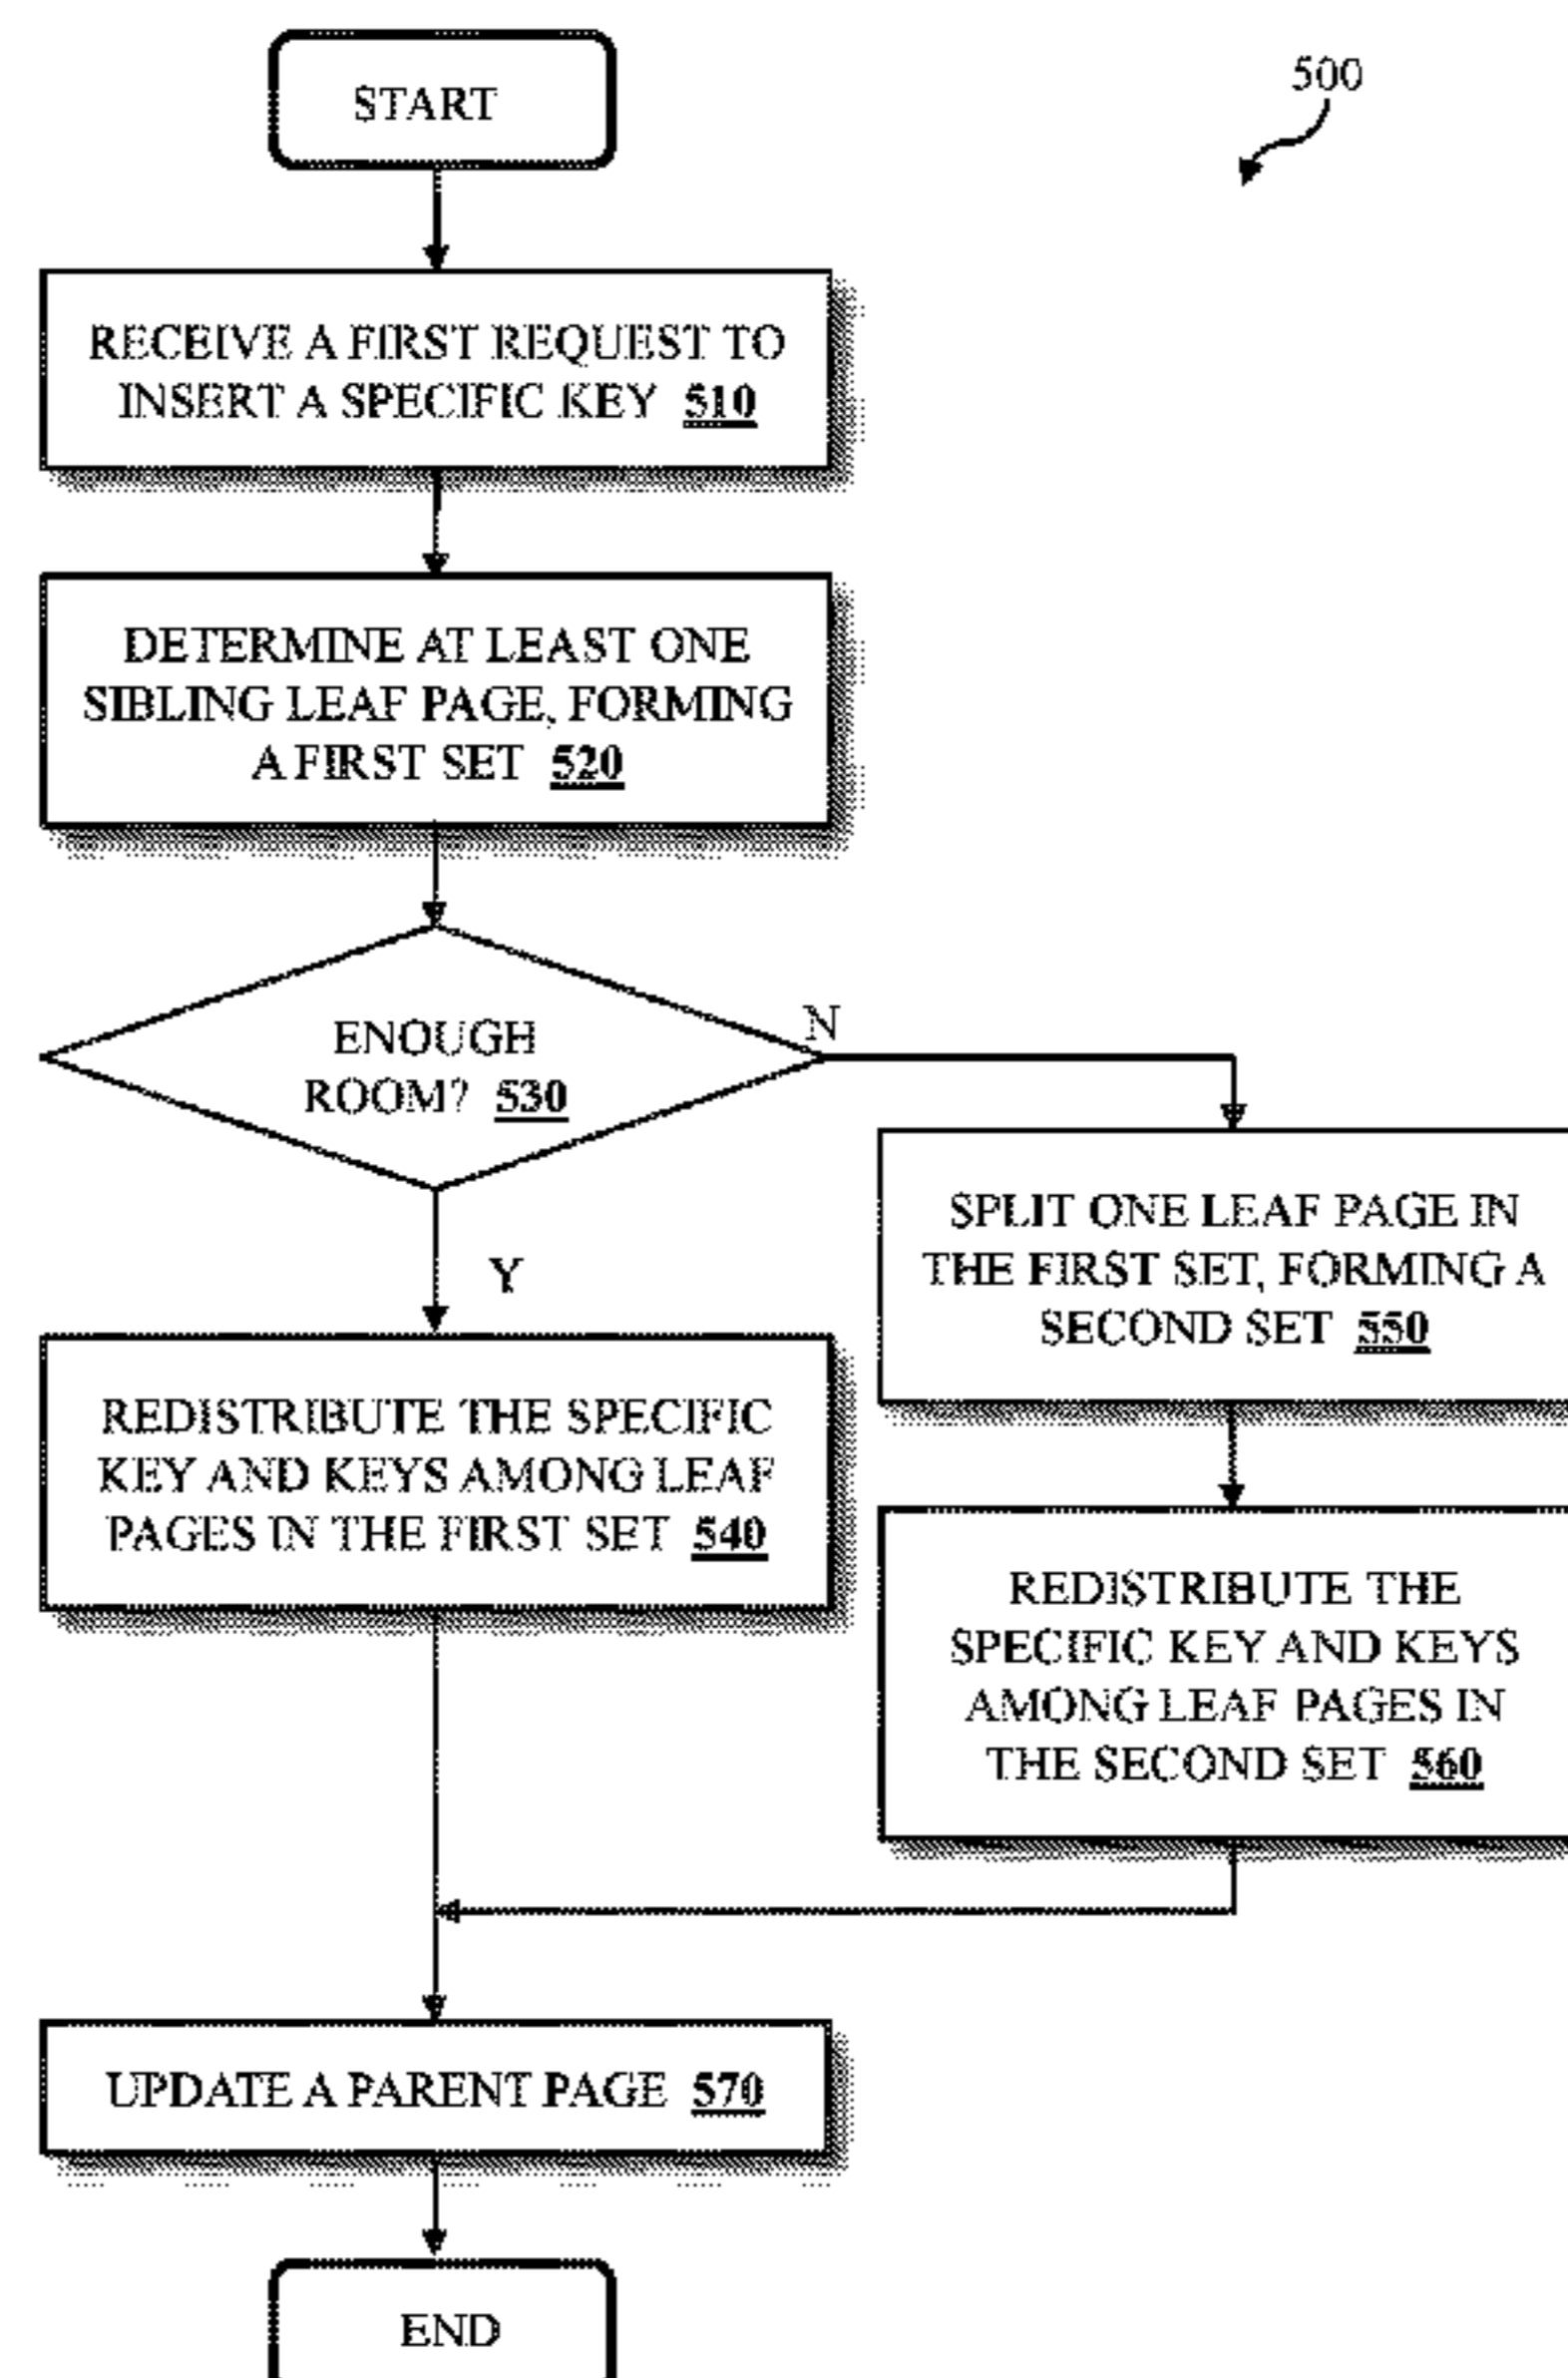 START
500
RECEIVE A FIRST REQUEST TO
INSERT A SPECIFIC KEY 510
DETERMINE AT LEAST ONE
SIBLING LEAF PAGE, FORMING
A FIRST SET 520
ENOUGH
ROOM? 530
N
Y
SPLIT ONE LEAF PAGE IN
THE FIRST SET, FORMING A
SECOND SET 550
REDISTRIBUTE THE SPECIFIC
KEY AND KEYS AMONG LEAF
PAGES IN THE FIRST SET 540
REDISTRIBUTE THE
SPECIFIC KEY AND KEYS
AMONG LEAF PAGES IN
THE SECOND SET 560
UPDATE A PARENT PAGE 570
END